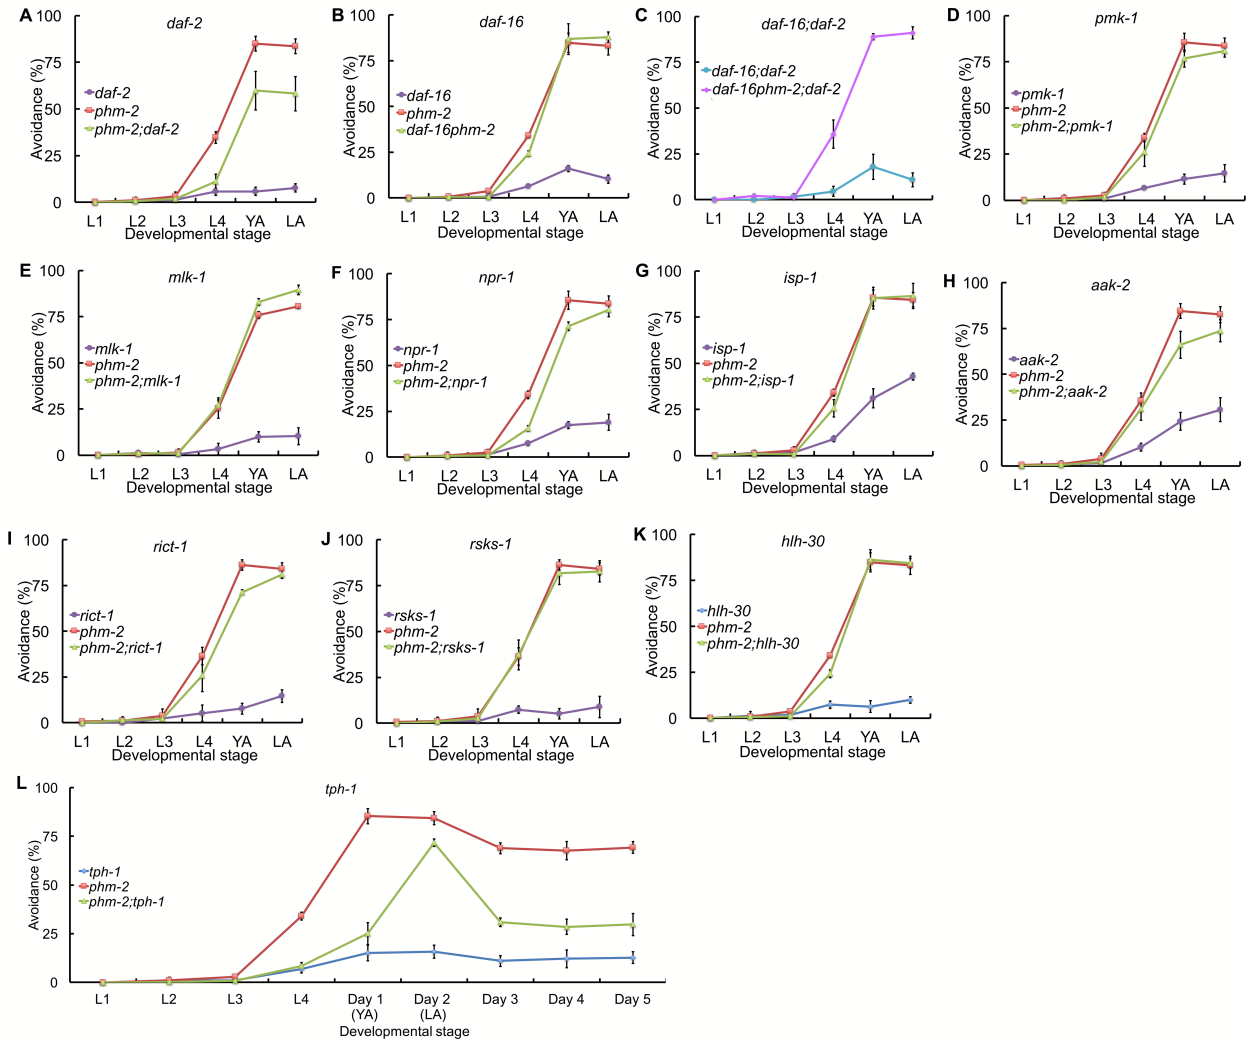 A
daf-2
100
75
50
25
0
Avoidance (%)
daf-2
phm-2
phm-2;daf-2
L1 L2 L3 L4 YA LA
Developmental stage
B
daf-16
100
75
50
25
0
Avoidance (%)
daf-16
phm-2
daf-16phm-2
L1 L2 L3 L4 YA LA
Developmental stage
C
daf-16;daf-2
100
75
50
25
0
Avoidance (%)
daf-16;daf-2
daf-16phm-2;daf-2
L1 L2 L3 L4 YA LA
Developmental stage
D
pmk-1
100
75
50
25
0
Avoidance (%)
pmk-1
phm-2
phm-2;pmk-1
L1 L2 L3 L4 YA LA
Developmental stage
E
mlk-1
100
75
50
25
0
Avoidance (%)
mlk-1
phm-2
phm-2;mlk-1
L1 L2 L3 L4 YA LA
Developmental stage
F
npr-1
100
75
50
25
0
Avoidance (%)
npr-1
phm-2
phm-2;npr-1
L1 L2 L3 L4 YA LA
Developmental stage
G
isp-1
100
75
50
25
0
Avoidance (%)
isp-1
phm-2
phm-2;isp-1
L1 L2 L3 L4 YA LA
Developmental stage
H
aak-2
100
75
50
25
0
Avoidance (%)
aak-2
phm-2
phm-2;aak-2
L1 L2 L3 L4 YA LA
Developmental stage
I
rict-1
100
75
50
25
0
Avoidance (%)
rict-1
phm-2
phm-2;rict-1
L1 L2 L3 L4 YA LA
Developmental stage
J
rsks-1
100
75
50
25
0
Avoidance (%)
rsks-1
phm-2
phm-2;rsks-1
L1 L2 L3 L4 YA LA
Developmental stage
K
hlh-30
100
75
50
25
0
Avoidance (%)
hlh-30
phm-2
phm-2;hlh-30
L1 L2 L3 L4 YA LA
Developmental stage
L
tph-1
100
75
50
25
0
Avoidance (%)
tph-1
phm-2
phm-2;tph-1
L1 L2 L3 L4 Day 1 Day 2 Day 3 Day 4 Day 5
(YA) (LA)
Developmental stage